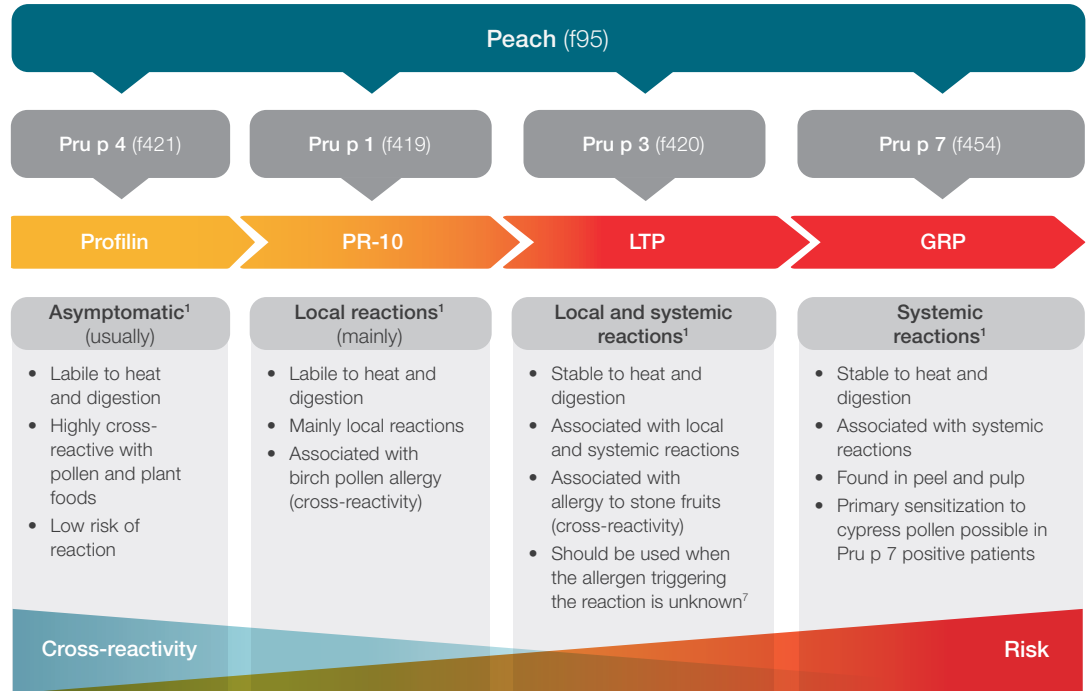 Peach (f95)
Pru p 4 (f421)
Pru p 1 (f419)
Pru p 3 (f420)
Pru p 7 (f454)
Profilin
PR-10
LTP
GRP
Asymptomatic¹
(usually)
• Labile to heat
and digestion
• Highly cross-
reactive with
pollen and plant
foods
• Low risk of
reaction
Local reactions¹
(mainly)
• Labile to heat and
digestion
• Mainly local reactions
• Associated with
birch pollen allergy
(cross-reactivity)
Local and systemic
reactions¹
• Stable to heat and
digestion
• Associated with local
and systemic reactions
• Associated with
allergy to stone fruits
(cross-reactivity)
• Should be used when
the allergen triggering
the reaction is unknown⁷
Systemic
reactions¹
• Stable to heat and
digestion
• Associated with systemic
reactions
• Found in peel and pulp
• Primary sensitization to
cypress pollen possible in
Pru p 7 positive patients
Cross-reactivity
Risk